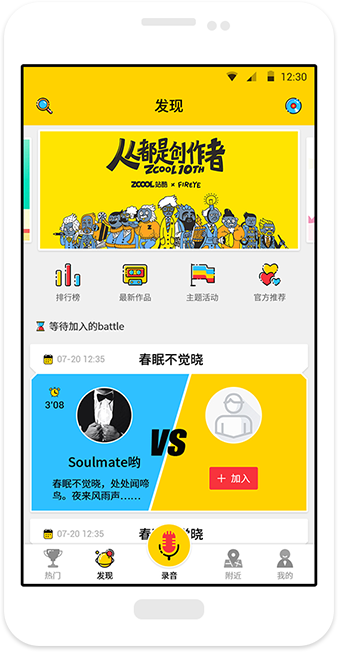 12:30
发现
人人都是创作者
ZCOOL 10TH
ZCOOL站酷 × FIREYE
排行榜
最新作品
主题活动
官方推荐
等待加入的battle
07-20 12:35
春眠不觉晓
3'08
VS
Soulmate哟
春眠不觉晓，处处闻啼
鸟。夜来风雨声……
+ 加入
07-20 12:35
春眠不觉晓
热门
发现
录音
附近
我的